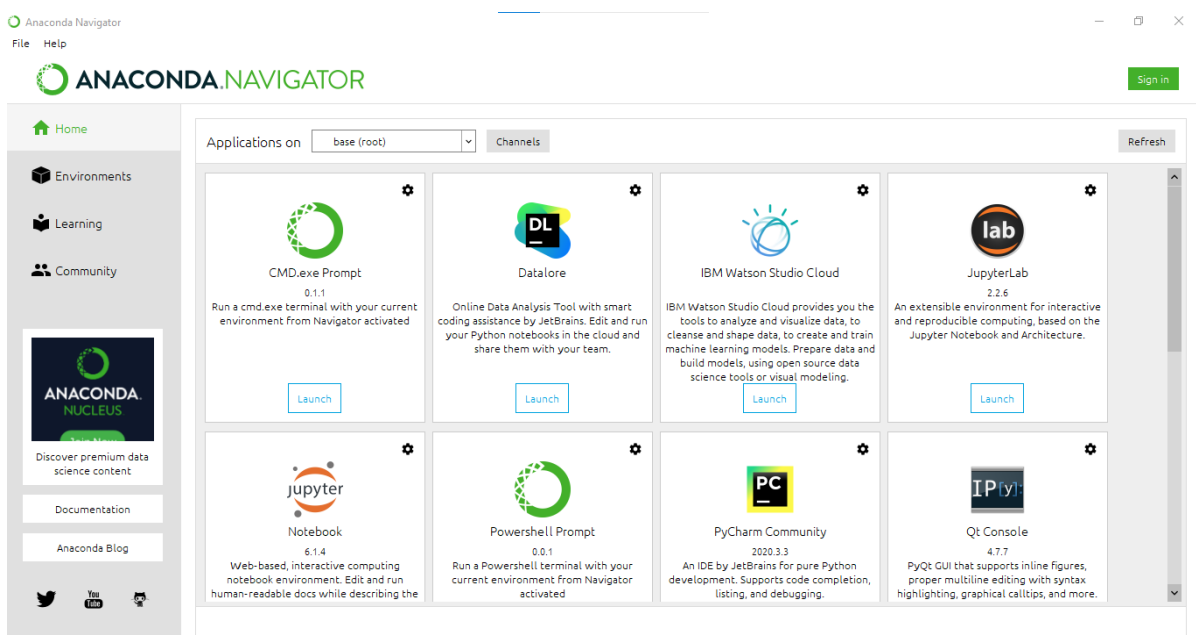 Anaconda Navigator
File Help
ANACONDA.NAVIGATOR
Sign in
Home
Environments
Learning
Community
ANACONDA.
NUCLEUS
Join Now
Discover premium data
science content
Documentation
Anaconda Blog
You
Tube
Applications on base (root) Channels Refresh
CMD.exe Prompt
0.1.1
Run a cmd.exe terminal with your current
environment from Navigator activated
Launch
DL
Datalore
Online Data Analysis Tool with smart
coding assistance by JetBrains. Edit and run
your Python notebooks in the cloud and
share them with your team.
Launch
IBM Watson Studio Cloud
IBM Watson Studio Cloud provides you the
tools to analyze and visualize data, to
cleanse and shape data, to create and train
machine learning models. Prepare data and
build models, using open source data
science tools or visual modeling.
Launch
lab
JupyterLab
2.2.6
An extensible environment for interactive
and reproducible computing, based on the
Jupyter Notebook and Architecture.
Launch
jupyter
Notebook
6.1.4
Web-based, interactive computing
notebook environment. Edit and run
human-readable docs while describing the
Powershell Prompt
0.0.1
Run a Powershell terminal with your
current environment from Navigator
activated
PC
PyCharm Community
2020.3.3
An IDE by JetBrains for pure Python
development. Supports code completion,
listing, and debugging.
IP[y]:
Qt Console
4.7.7
PyQt GUI that supports inline figures,
proper multiline editing with syntax
highlighting, graphical calltips, and more.